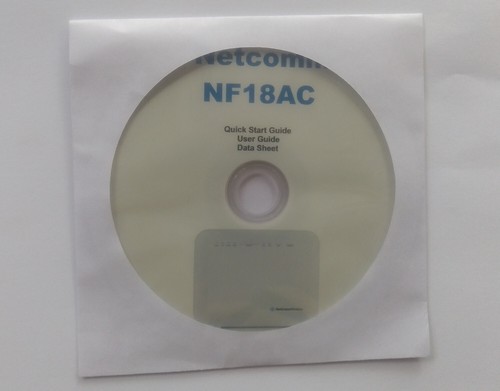 Netcomm
NF18AC
Quick Start Guide
User Guide
Data Sheet